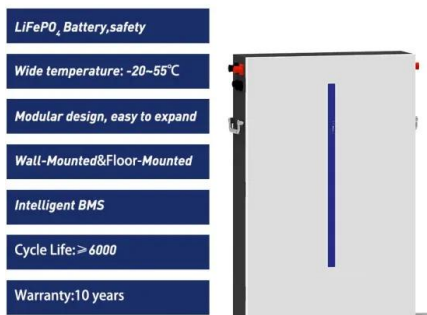 LiFePO₄ Battery,safety
Wide temperature: -20~55℃
Modular design, easy to expand
Wall-Mounted&Floor-Mounted
Intelligent BMS
Cycle Life:≥6000
Warranty:10 years